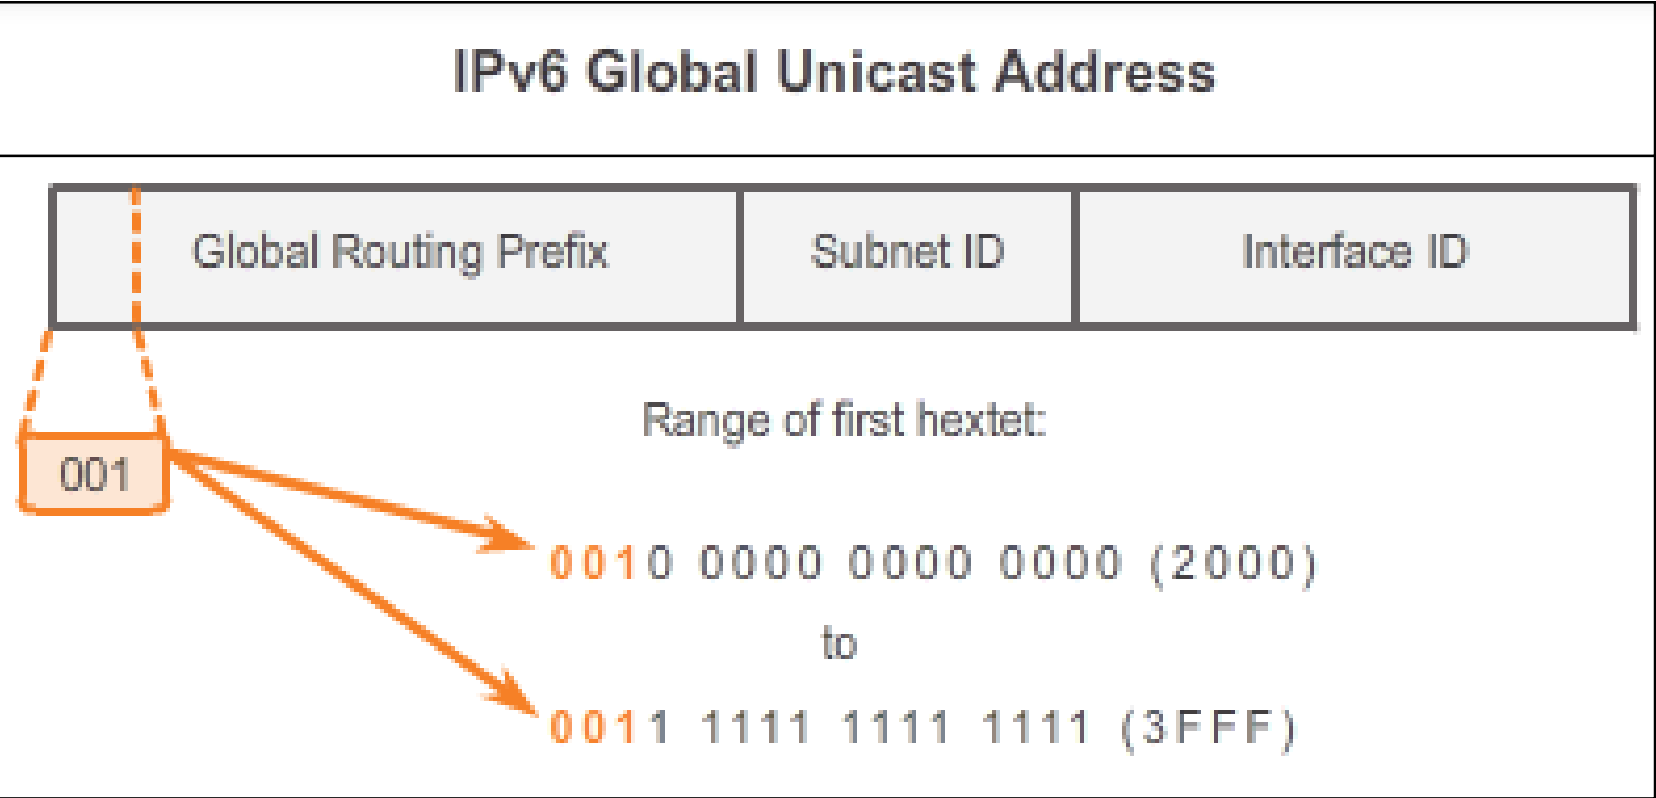 IPv6 Global Unicast Address
Global Routing Prefix Subnet ID Interface ID
Range of first hextet:
001
0010 0000 0000 0000 (2000)
to
0011 1111 1111 1111 (3FFF)